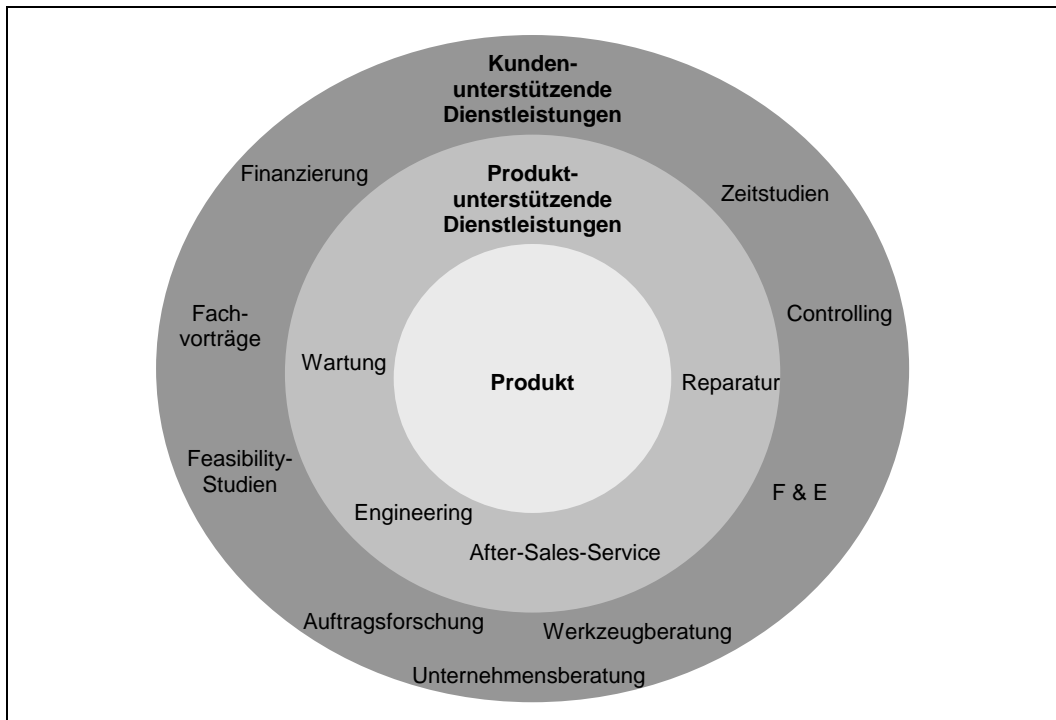 Kunden-
unterstützende
Dienstleistungen
Finanzierung
Produkt-
unterstützende
Dienstleistungen
Zeitstudien
Fach-
vorträge
Controlling
Wartung
Produkt
Reparatur
Feasibility-
Studien
F & E
Engineering
After-Sales-Service
Auftragsforschung
Werkzeugberatung
Unternehmensberatung